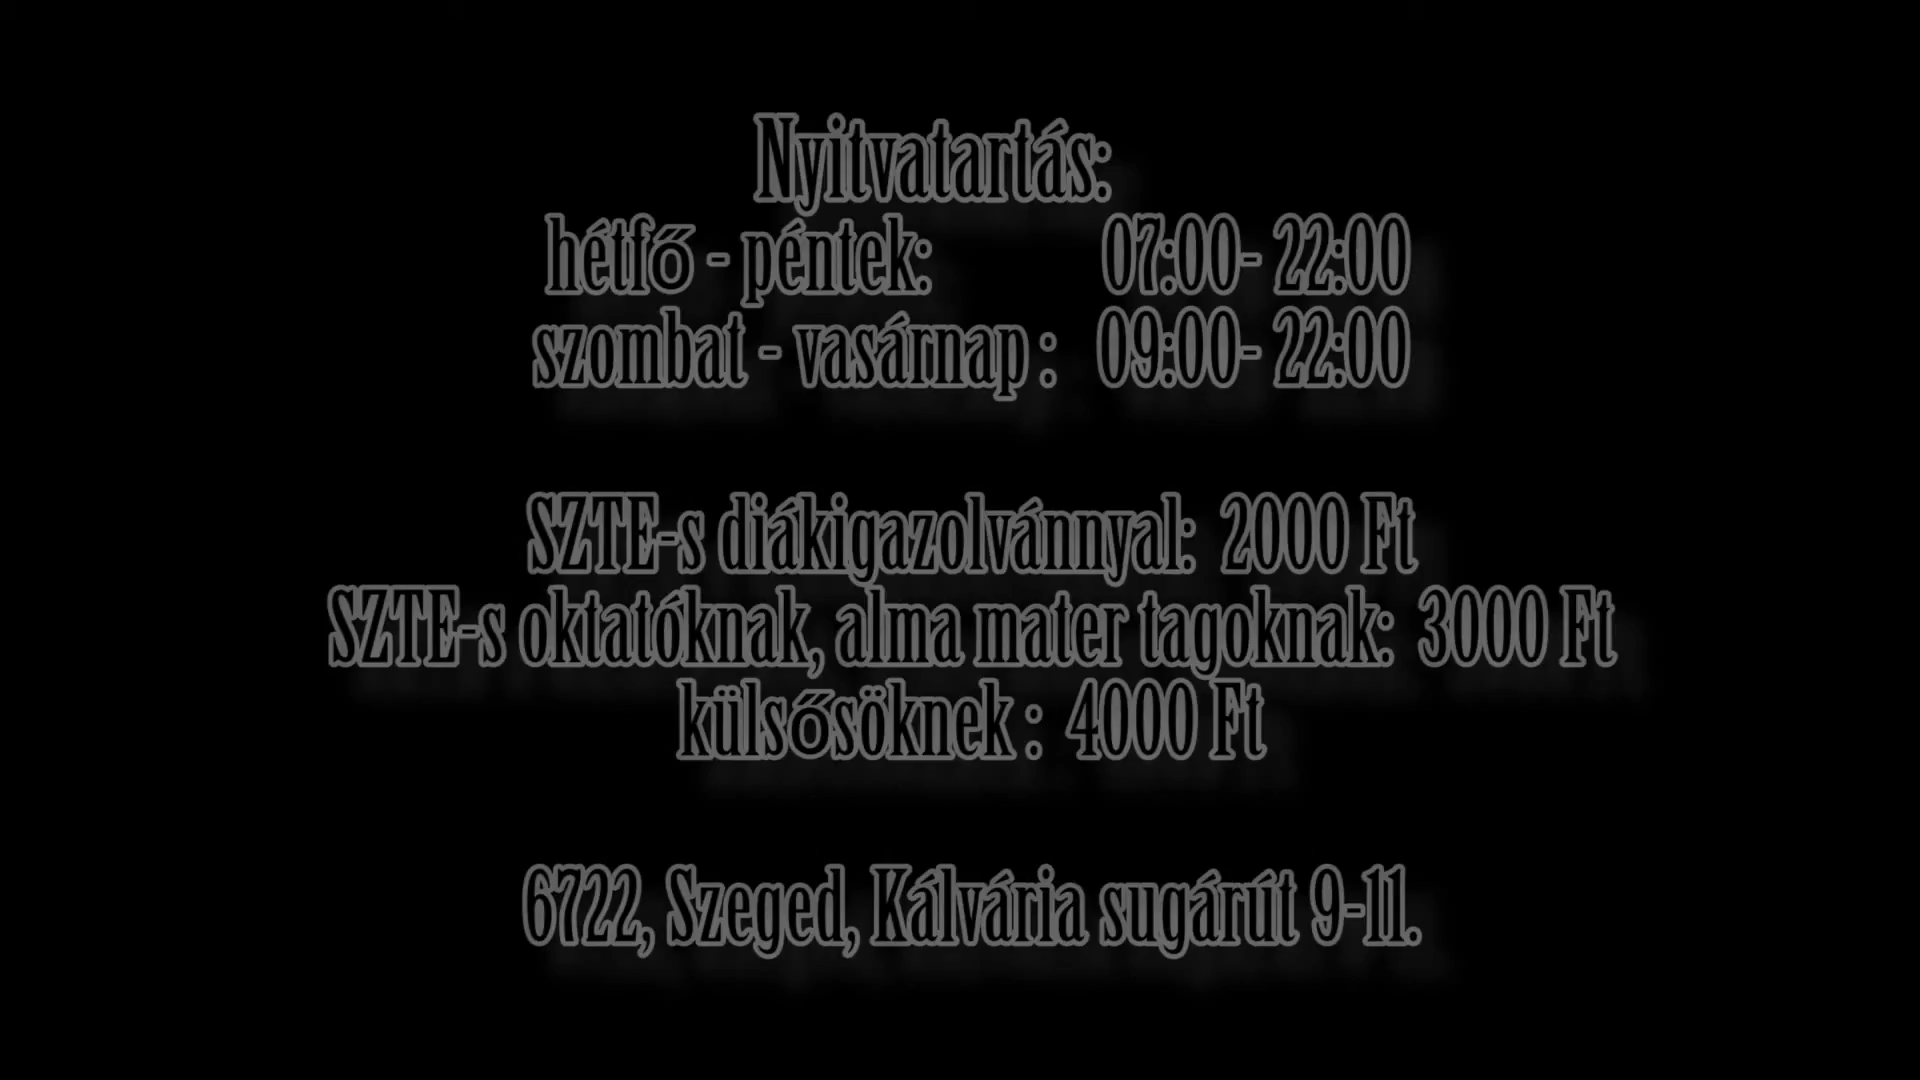 Nyitvatartás:
hétfő - péntek: 07:00- 22:00
szombat - vasárnap : 09:00- 22:00
SZTE-s diákigazolvánnyal: 2000 Ft
SZTE-s oktatóknak, alma mater tagoknak: 3000 Ft
külsősöknek : 4000 Ft
6722, Szeged, Kálvária sugárút 9-11.